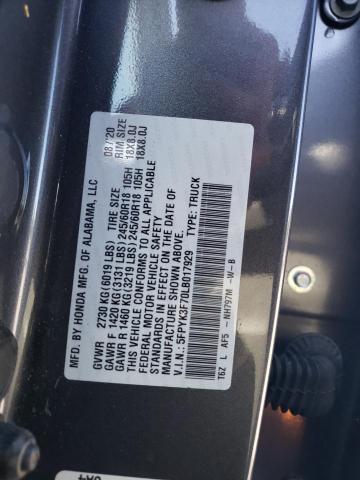 MFD. BY HONDA MFG. OF ALABAMA, LLC 08/20
GVWR 2730 KG (6019 LBS) TIRE SIZE RIM SIZE
GAWR F 1420 KG (3131 LBS) 245/60R18 105H 18X8.0J
GAWR R 1460 KG (3219 LBS) 245/60R18 105H 18X8.0J
THIS VEHICLE CONFORMS TO ALL APPLICABLE
FEDERAL MOTOR VEHICLE SAFETY
STANDARDS IN EFFECT ON THE DATE OF
MANUFACTURE SHOWN ABOVE.
V.I.N.: 5FPYK3F70LB017929 TYPE: TRUCK
T6Z L AF5 - NH797M -W-B